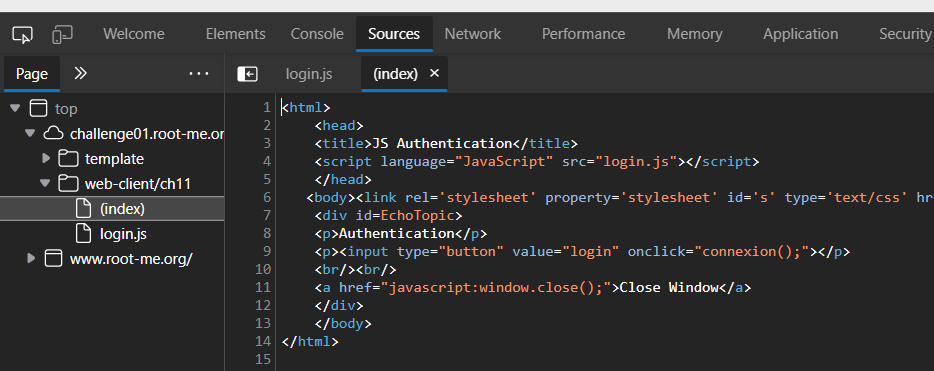 Welcome Elements Console Sources Network Performance Memory Application Security
Page login.js (index)
top
challenge01.root-me.or
template
web-client/ch11
(index)
login.js
www.root-me.org/
1 <html>
2 <head>
3 <title>JS Authentication</title>
4 <script language="JavaScript" src="login.js"></script>
5 </head>
6 <body><link rel='stylesheet' property='stylesheet' id='s' type='text/css' hr
7 <div id=EchoTopic>
8 <p>Authentication</p>
9 <p><input type="button" value="login" onclick="connexion();"></p>
10 <br/><br/>
11 <a href="javascript:window.close();">Close Window</a>
12 </div>
13 </body>
14 </html>
15